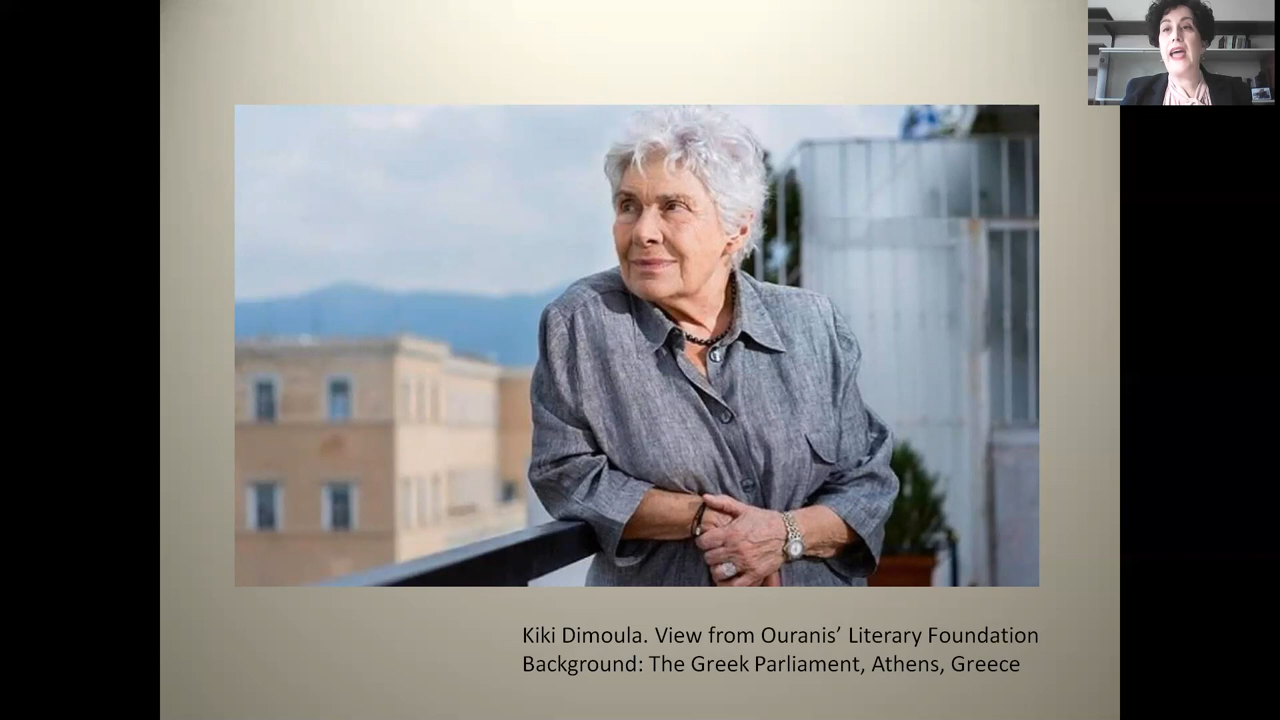 Kiki Dimoula. View from Ouranis’ Literary Foundation
Background: The Greek Parliament, Athens, Greece